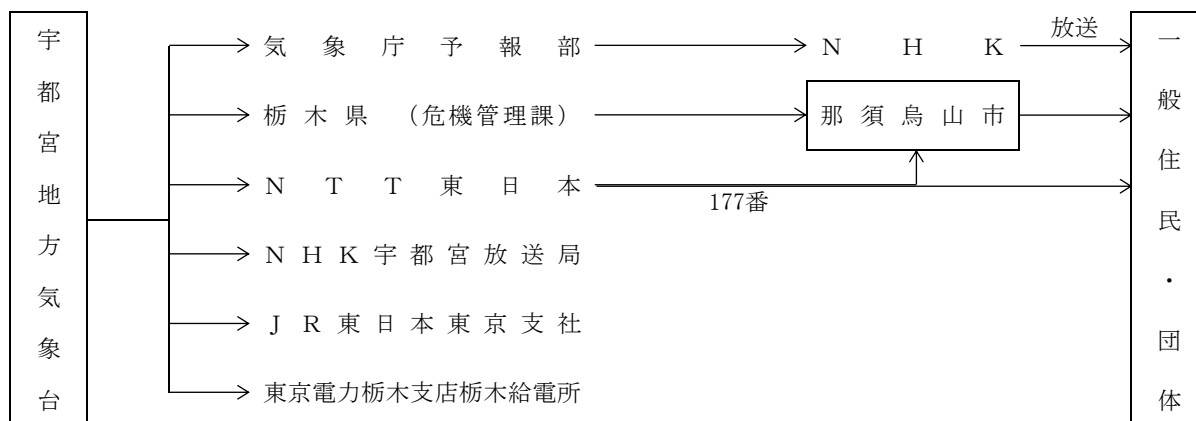 宇都宮地方気象台
気象庁予報部
NHK
放送
栃木県（危機管理課）
那須烏山市
NTT東日本
177番
NHK宇都宮放送局
JR東日本東京支社
東京電力栃木支店栃木給電所
一般住民・団体